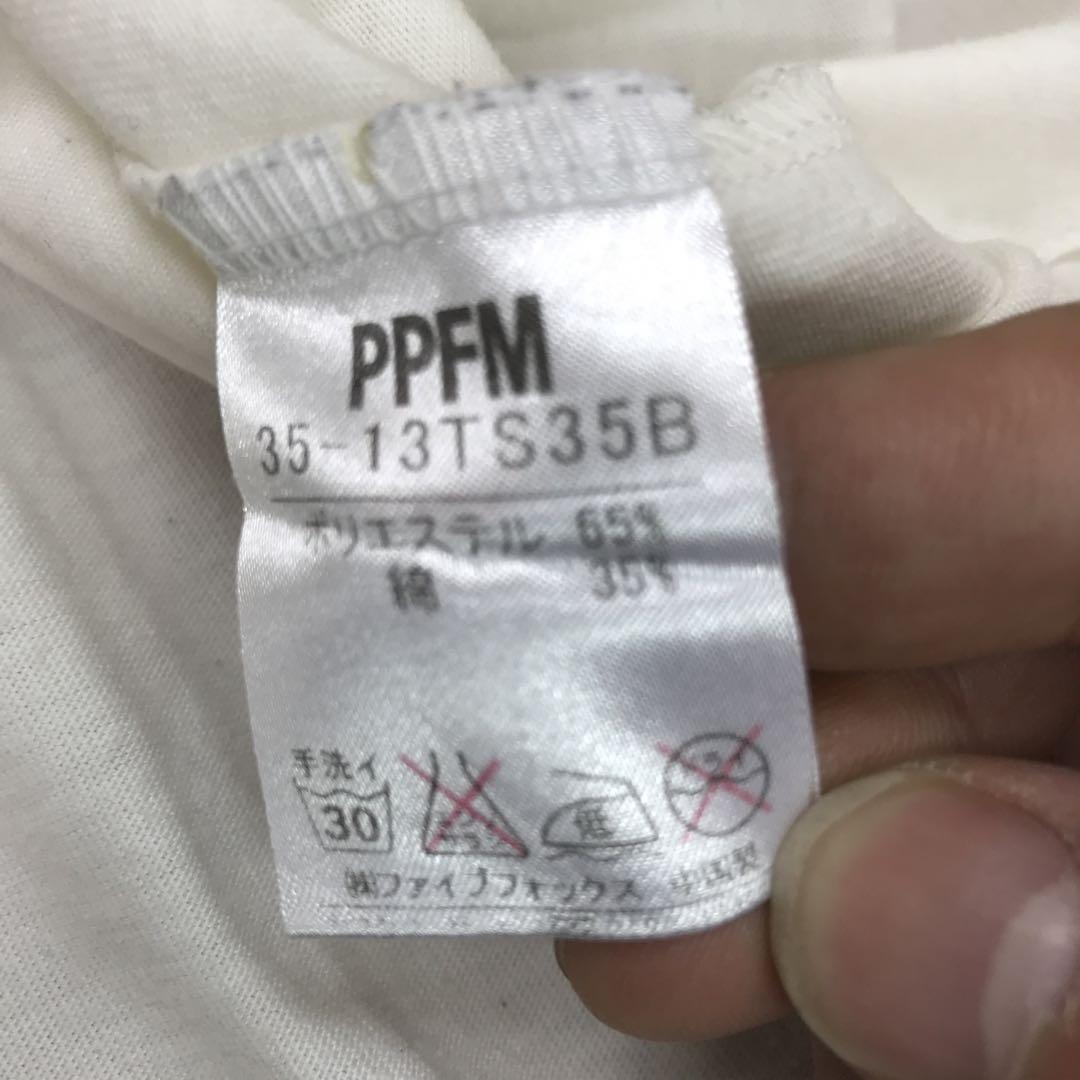 PPFM
35-13TS35B
ポリエステル 65%
綿 35%
手洗イ
30
低
㈱ファイブフォックス 中国製